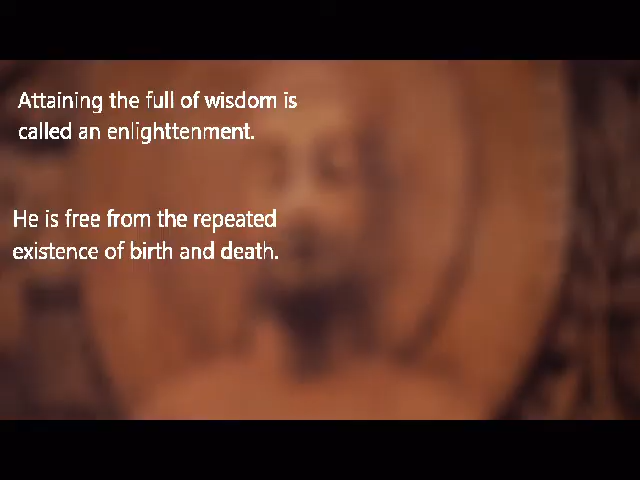 Attaining the full of wisdom is
called an enlighttenment.
He is free from the repeated
existence of birth and death.